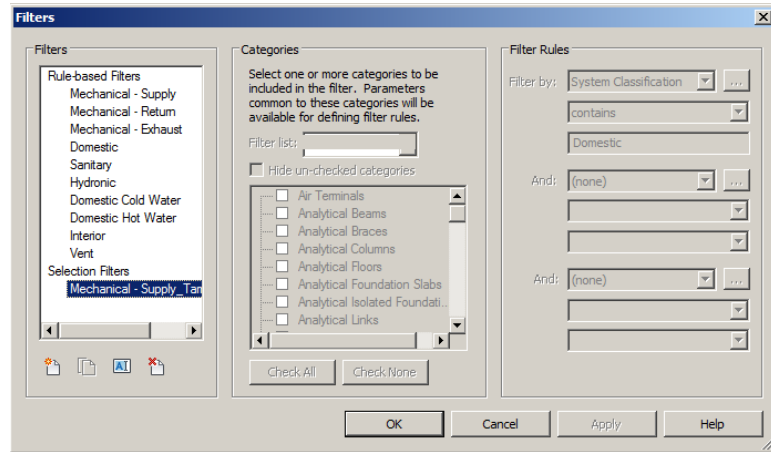 Filters
Filters
Rule-based Filters
Mechanical - Supply
Mechanical - Return
Mechanical - Exhaust
Domestic
Sanitary
Hydronic
Domestic Cold Water
Domestic Hot Water
Interior
Vent
Selection Filters
Mechanical - Supply_Tan
Categories
Select one or more categories to be
included in the filter. Parameters
common to these categories will be
available for defining filter rules.
Filter list:
Hide un-checked categories
Air Terminals
Analytical Beams
Analytical Braces
Analytical Columns
Analytical Floors
Analytical Foundation Slabs
Analytical Isolated Foundati..
Analytical Links
Check All Check None
Filter Rules
Filter by: System Classification ...
contains
Domestic
And: (none) ...
And: (none) ...
OK Cancel Apply Help